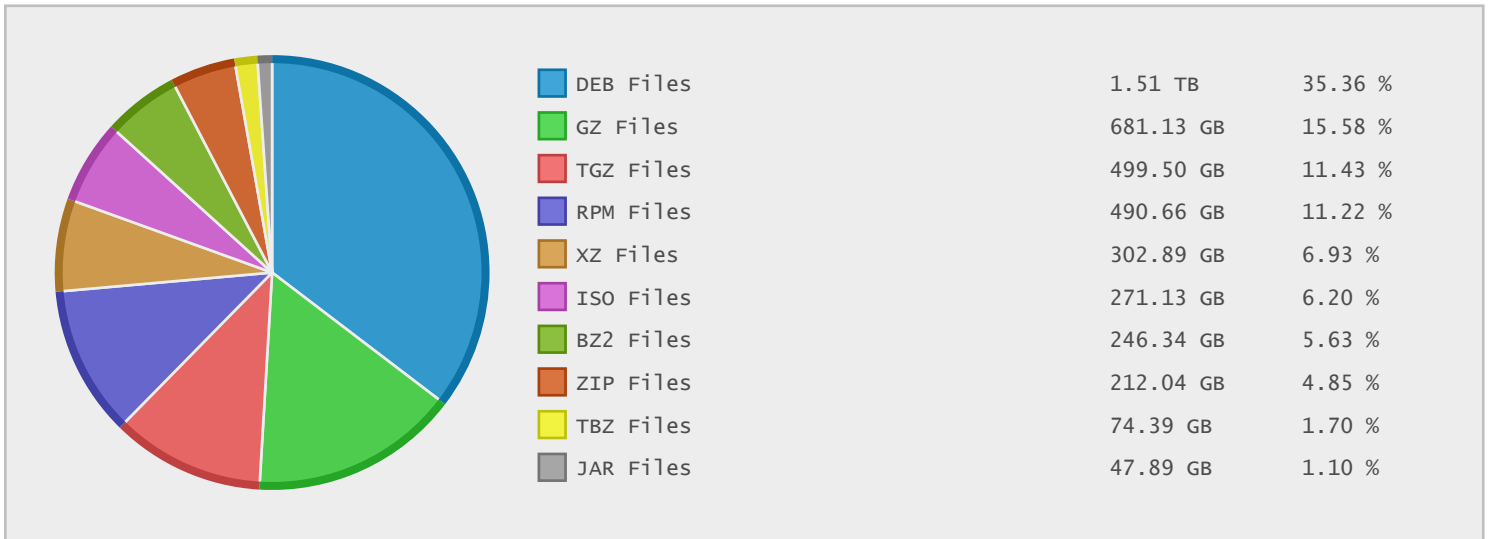 DEB Files 1.51 TB 35.36 %
GZ Files 681.13 GB 15.58 %
TGZ Files 499.50 GB 11.43 %
RPM Files 490.66 GB 11.22 %
XZ Files 302.89 GB 6.93 %
ISO Files 271.13 GB 6.20 %
BZ2 Files 246.34 GB 5.63 %
ZIP Files 212.04 GB 4.85 %
TBZ Files 74.39 GB 1.70 %
JAR Files 47.89 GB 1.10 %